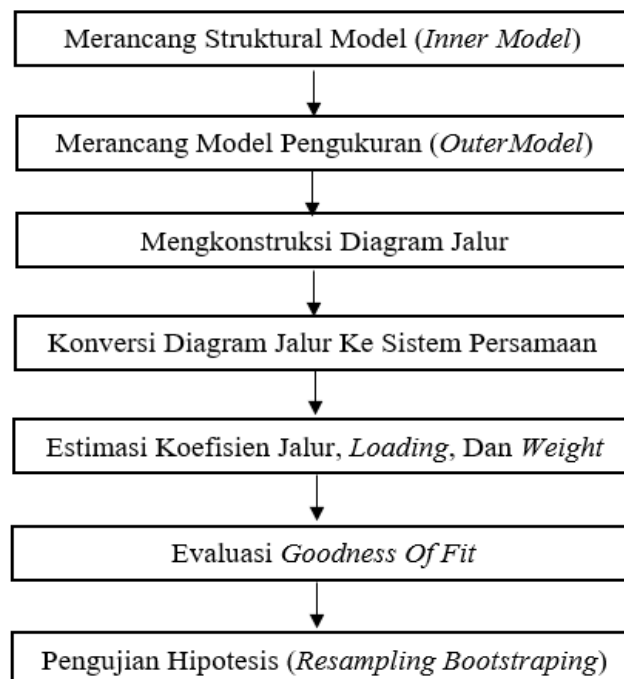 Merancang Struktural Model (Inner Model)
Merancang Model Pengukuran (OuterModel)
Mengkonstruksi Diagram Jalur
Konversi Diagram Jalur Ke Sistem Persamaan
Estimasi Koefisien Jalur, Loading, Dan Weight
Evaluasi Goodness Of Fit
Pengujian Hipotesis (Resampling Bootstraping)